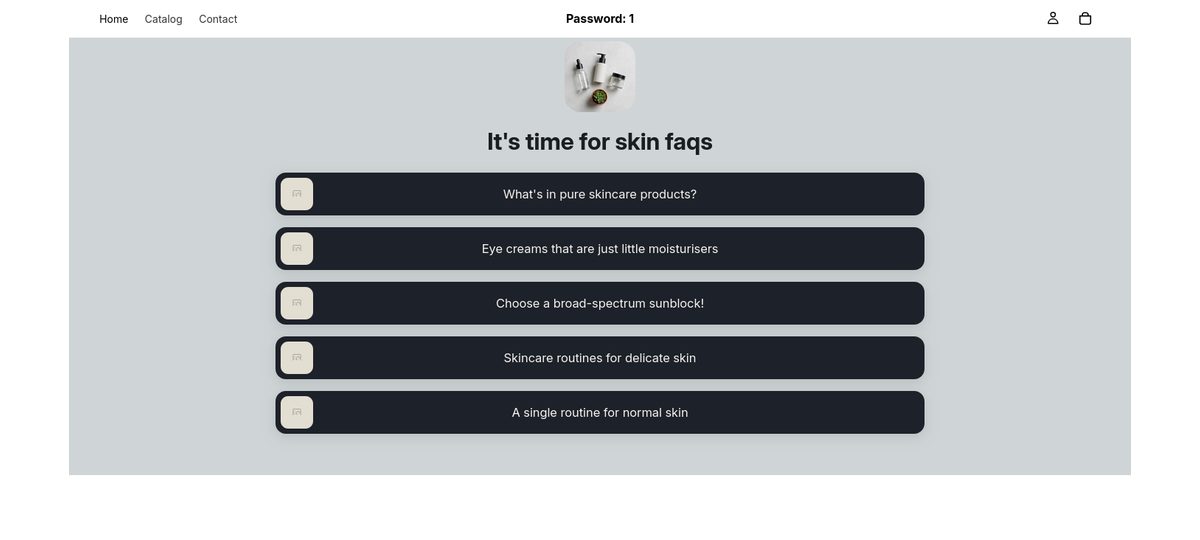 Home Catalog Contact Password: 1
It's time for skin faqs
What's in pure skincare products?
Eye creams that are just little moisturisers
Choose a broad-spectrum sunblock!
Skincare routines for delicate skin
A single routine for normal skin